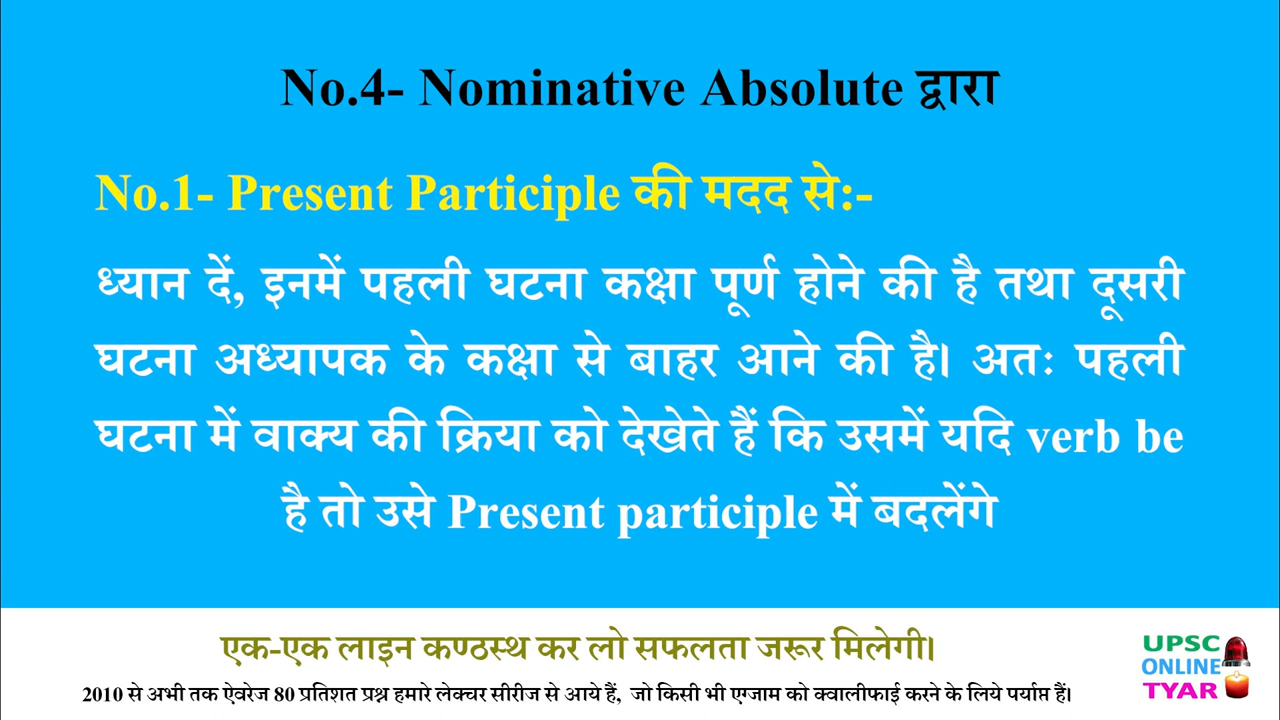 No.4- Nominative Absolute द्वारा
No.1- Present Participle की मदद से:-
ध्यान दें, इनमें पहली घटना कक्षा पूर्ण होने की है तथा दूसरी
घटना अध्यापक के कक्षा से बाहर आने की है। अतः पहली
घटना में वाक्य की क्रिया को देखेते हैं कि उसमें यदि verb be
है तो उसे Present participle में बदलेंगे
एक-एक लाइन कण्ठस्थ कर लो सफलता जरूर मिलेगी।
2010 से अभी तक ऐवरेज 80 प्रतिशत प्रश्न हमारे लेक्चर सीरीज से आये हैं, जो किसी भी एग्जाम को क्वालीफाई करने के लिये पर्याप्त हैं।
UPSC
ONLINE
TYAR